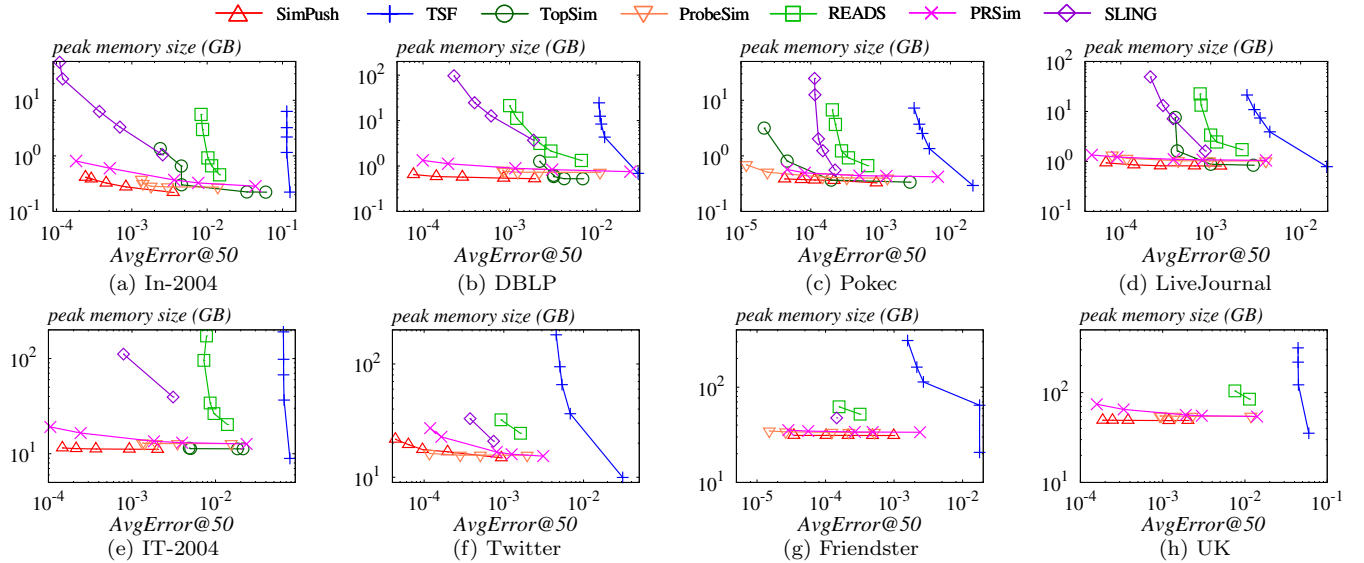 SimPush TSF TopSim ProbeSim READS PRSim SLING
peak memory size (GB) peak memory size (GB) peak memory size (GB) peak memory size (GB)
10^1 10^0 10^-1
10^-4 10^-3 10^-2 10^-1
AvgError@50
(a) In-2004
10^2 10^1 10^0 10^-1
10^-4 10^-3 10^-2
AvgError@50
(b) DBLP
10^1 10^0 10^-1
10^-5 10^-4 10^-3 10^-2
AvgError@50
(c) Pokec
10^2 10^1 10^0 10^-1
10^-4 10^-3 10^-2
AvgError@50
(d) LiveJournal
peak memory size (GB) peak memory size (GB) peak memory size (GB) peak memory size (GB)
10^2 10^1
10^-4 10^-3 10^-2 10^-1
AvgError@50
(e) IT-2004
10^2 10^1
10^-4 10^-3 10^-2
AvgError@50
(f) Twitter
10^2 10^1
10^-5 10^-4 10^-3 10^-2
AvgError@50
(g) Friendster
10^2 10^1
10^-4 10^-3 10^-2 10^-1
AvgError@50
(h) UK